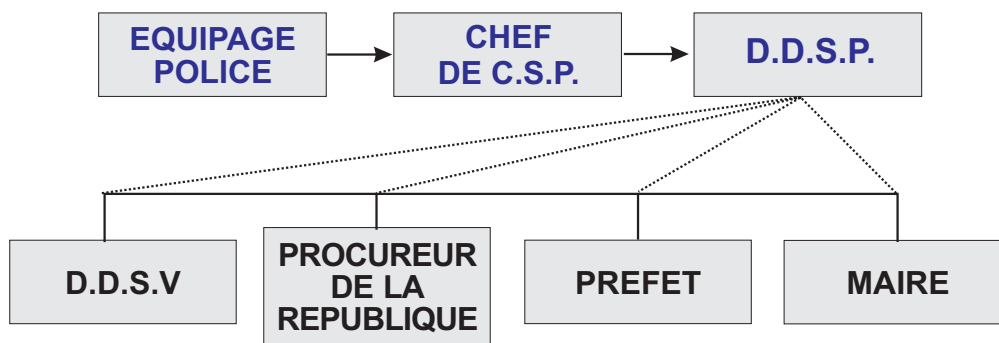 EQUIPAGE
POLICE
CHEF
DE C.S.P.
D.D.S.P.
D.D.S.V
PROCUREUR
DE LA
REPUBLIQUE
PREFET
MAIRE